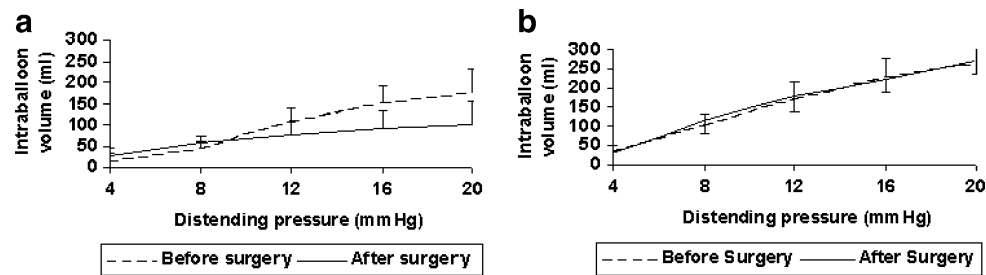 a
300
250
200
150
100
50
0
Intraballoon
volume (ml)
4 8 12 16 20
Distending pressure (mm Hg)
Before surgery After surgery
b
300
250
200
150
100
50
0
Intraballoon
volume (ml)
4 8 12 16 20
Distending pressure (mm Hg)
Before Surgery After Surgery